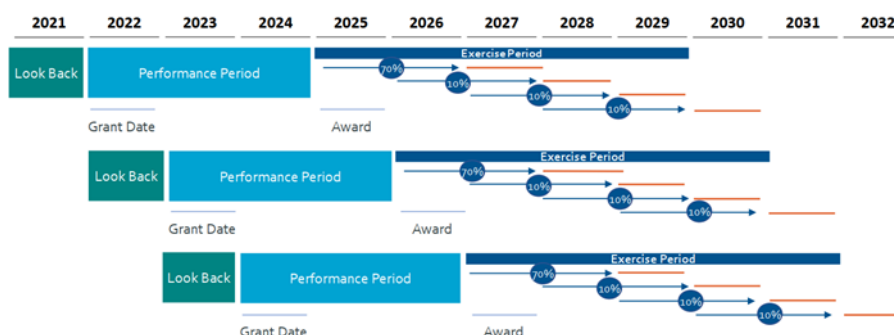 2021 2022 2023 2024 2025 2026 2027 2028 2029 2030 2031 2032
Exercise Period
Look Back Performance Period
70%
10%
10%
10%
Grant Date Award
Exercise Period
Look Back Performance Period
70%
10%
10%
10%
Grant Date Award
Exercise Period
Look Back Performance Period
70%
10%
10%
10%
Grant Date Award